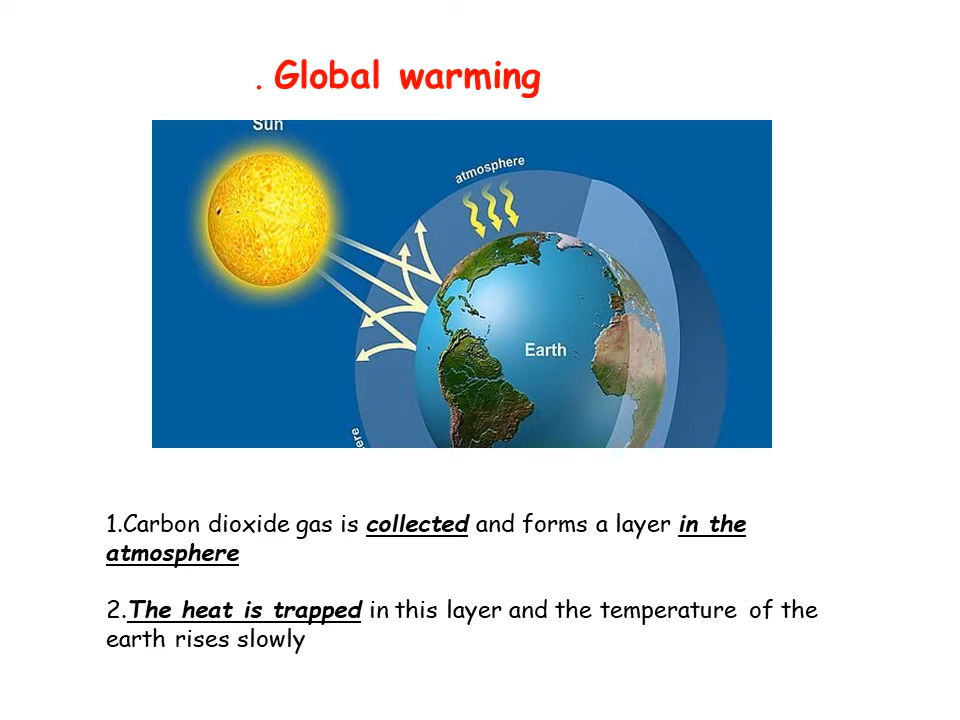 . Global warming
Sun
atmosphere
Earth
ere
1.Carbon dioxide gas is collected and forms a layer in the
atmosphere
2.The heat is trapped in this layer and the temperature of the
earth rises slowly